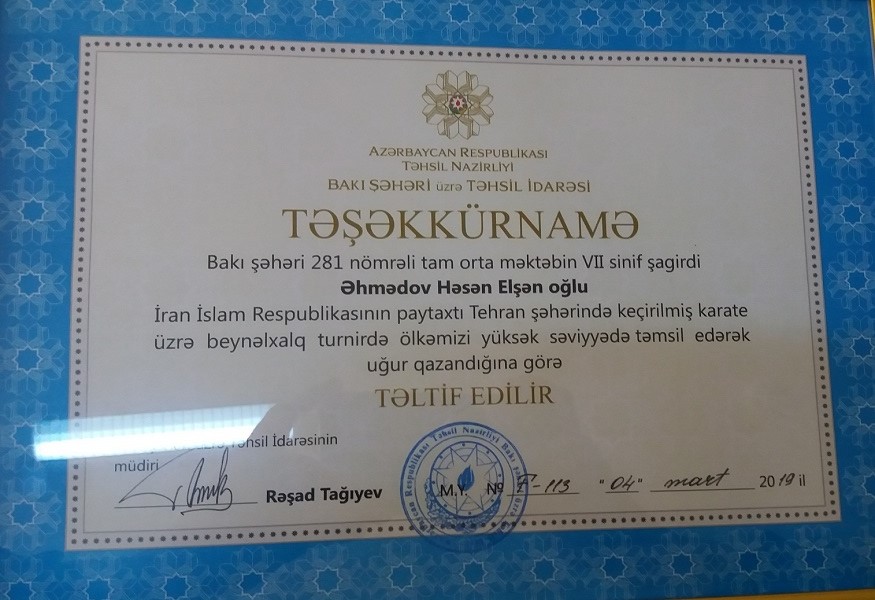 AZƏRBAYCAN RESPUBLİKASI
TƏHSİL NAZİRLİYİ
BAKI ŞƏHƏRİ üzrə TƏHSİL İDARƏSİ
TƏŞƏKKÜRNAMƏ
Bakı şəhəri 281 nömrəli tam orta məktəbin VII sinif şagirdi
Əhmədov Həsən Elşən oğlu
İran İslam Respublikasının paytaxtı Tehran şəhərində keçirilmiş karate
üzrə beynəlxalq turnirdə ölkəmizi yüksək səviyyədə təmsil edərək
uğur qazandığına görə
TƏLTİF EDİLİR
Təhsil İdarəsinin
müdiri
Rəşad Tağıyev
M.Y. № F-113 "04" mart 2019 il